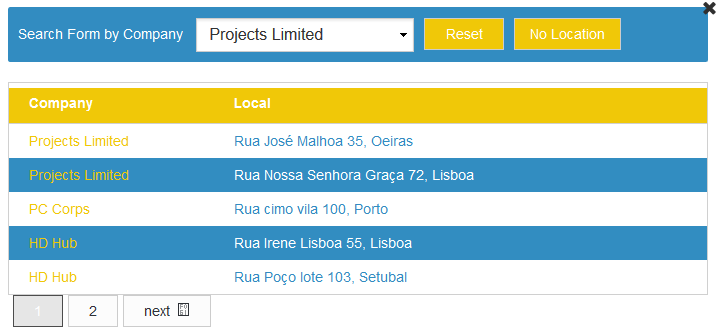 Search Form by Company Projects Limited Reset No Location
Company Local
Projects Limited Rua José Malhoa 35, Oeiras
Projects Limited Rua Nossa Senhora Graça 72, Lisboa
PC Corps Rua cimo vila 100, Porto
HD Hub Rua Irene Lisboa 55, Lisboa
HD Hub Rua Poço lote 103, Setubal
1 2 next